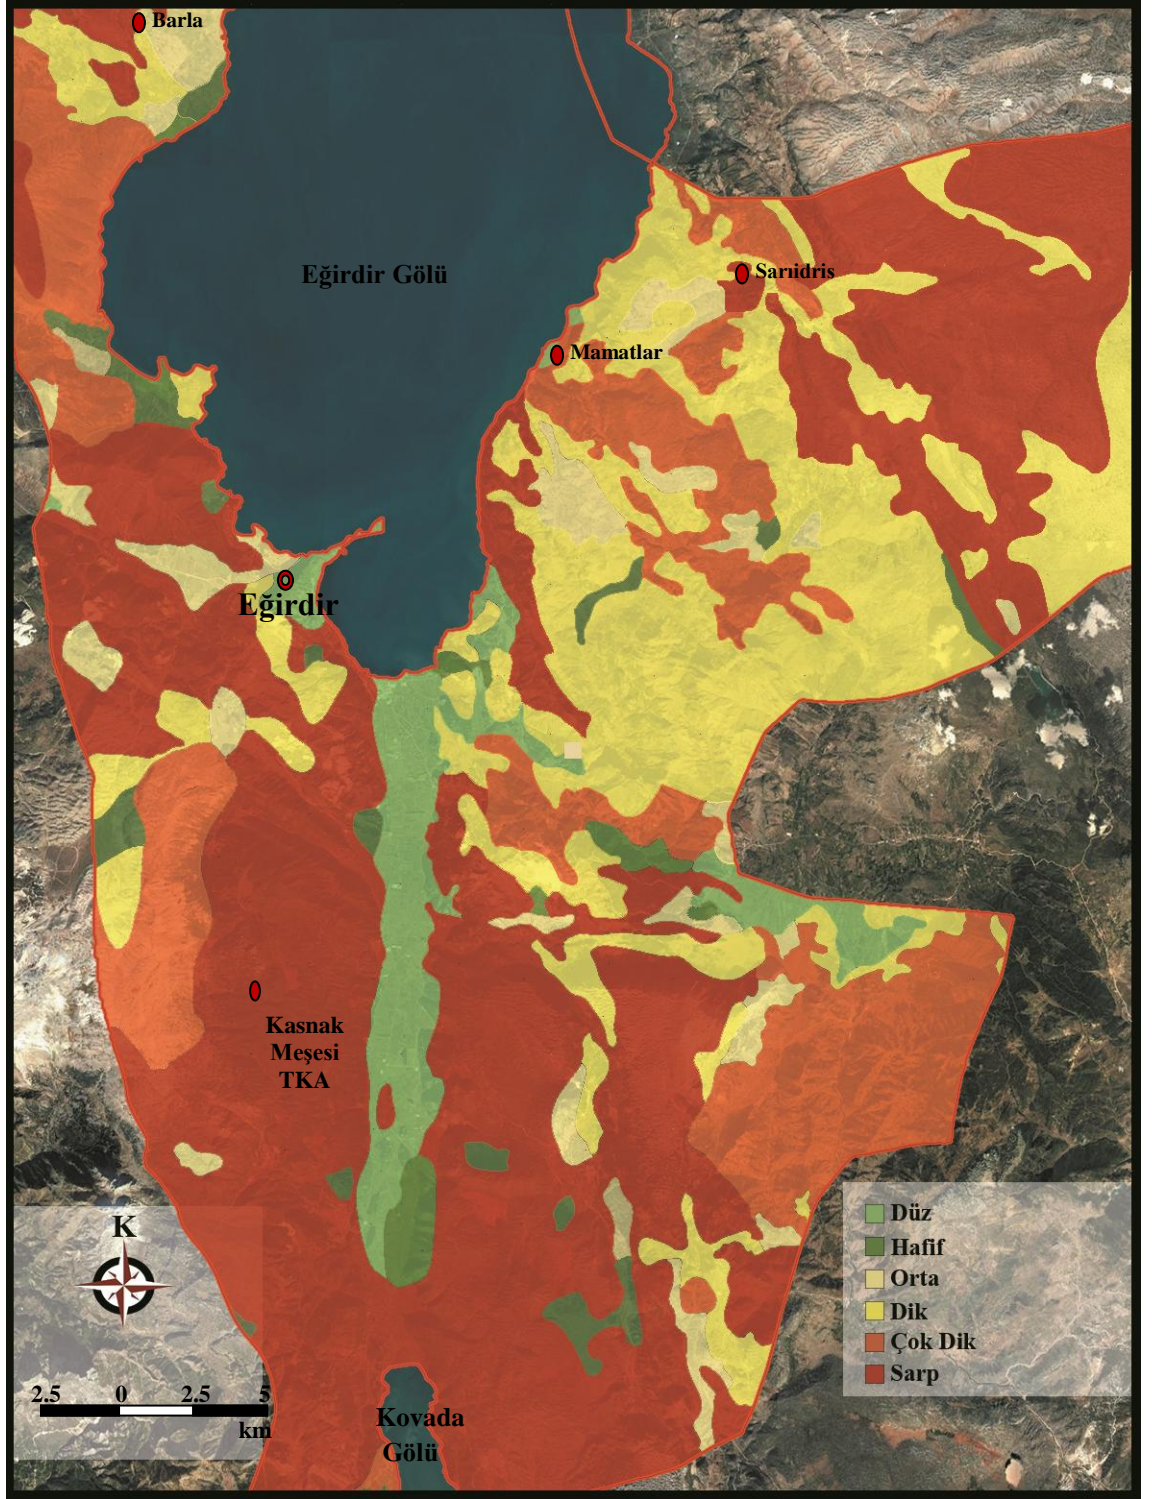 Barla
Eğirdir Gölü
Sarıidris
Mamatlar
Eğirdir
Kasnak
Meşesi
TKA
K
Düz
Hafif
Orta
Dik
Çok Dik
Sarp
2.5 0 2.5 5
km
Kovada
Gölü